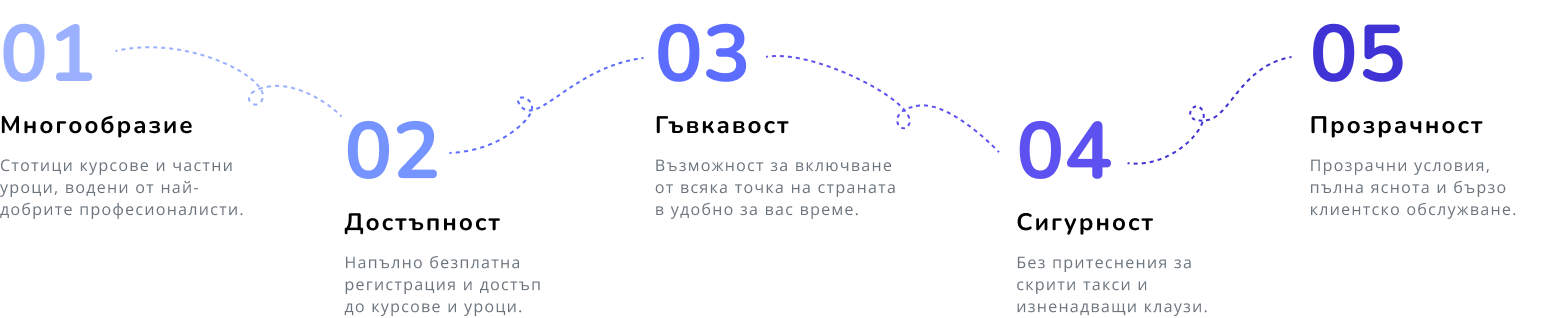 01
Многообразие
Стотици курсове и частни
уроци, водени от най-
добрите професионалисти.
02
Достъпност
Напълно безплатна
регистрация и достъп
до курсове и уроци.
03
Гъвкавост
Възможност за включване
от всяка точка на страната
в удобно за вас време.
04
Сигурност
Без притеснения за
скрити такси и
изненадващи клаузи.
05
Прозрачност
Прозрачни условия,
пълна яснота и бързо
клиентско обслужване.